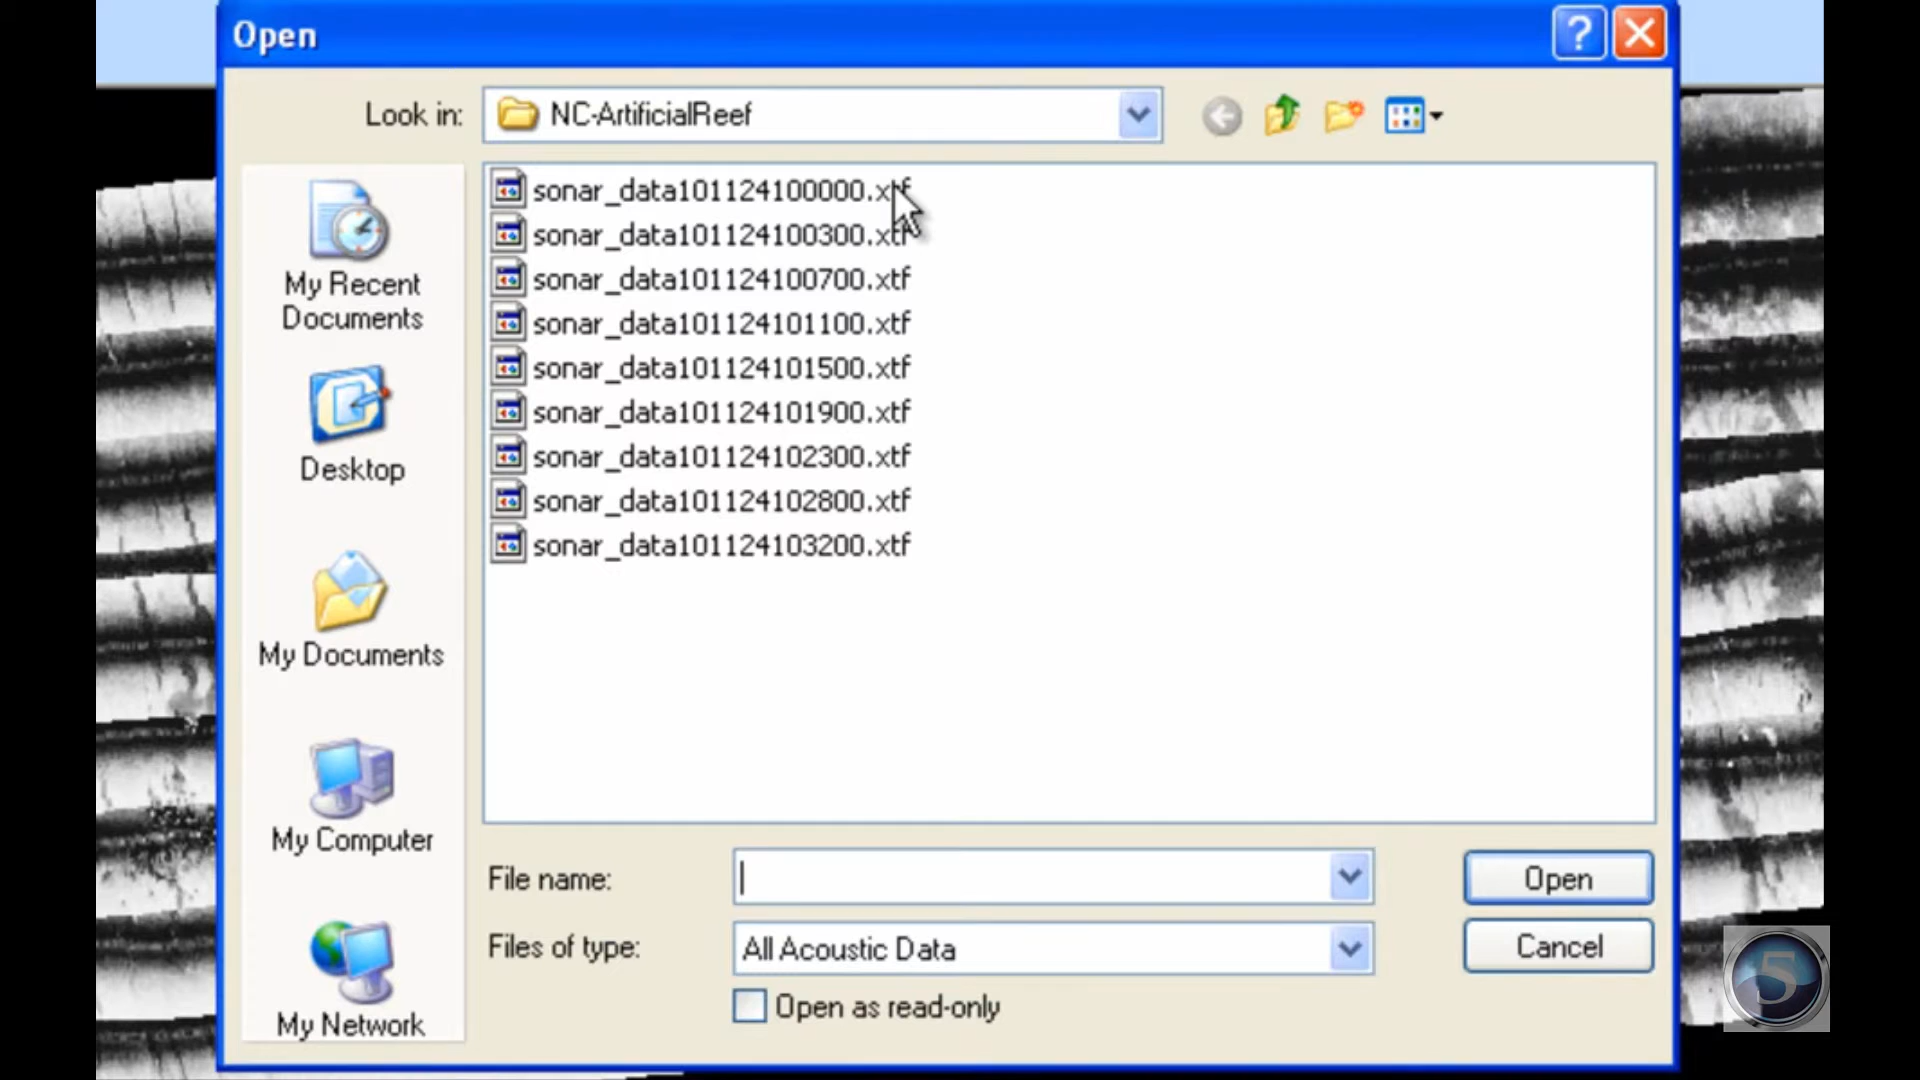 Open
?
Look in:
NC-ArtificialReef
My Recent
Documents
Desktop
My Documents
My Computer
My Network
sonar_data101124100000.xtf
sonar_data101124100300.xtf
sonar_data101124100700.xtf
sonar_data101124101100.xtf
sonar_data101124101500.xtf
sonar_data101124101900.xtf
sonar_data101124102300.xtf
sonar_data101124102800.xtf
sonar_data101124103200.xtf
File name:
Open
Files of type:
All Acoustic Data
Cancel
Open as read-only
5